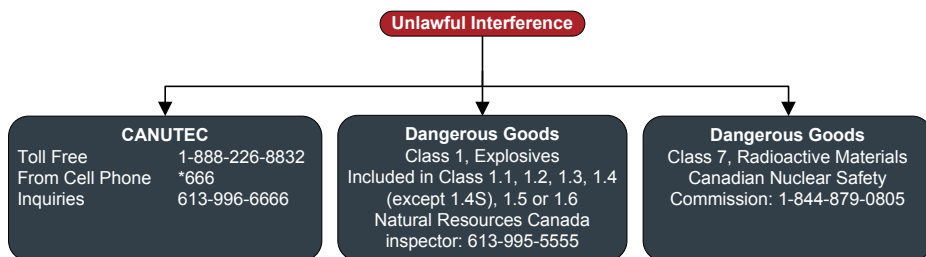 Unlawful Interference
CANUTEC
Toll Free 1-888-226-8832
From Cell Phone *666
Inquiries 613-996-6666
Dangerous Goods
Class 1, Explosives
Included in Class 1.1, 1.2, 1.3, 1.4
(except 1.4S), 1.5 or 1.6
Natural Resources Canada
inspector: 613-995-5555
Dangerous Goods
Class 7, Radioactive Materials
Canadian Nuclear Safety
Commission: 1-844-879-0805